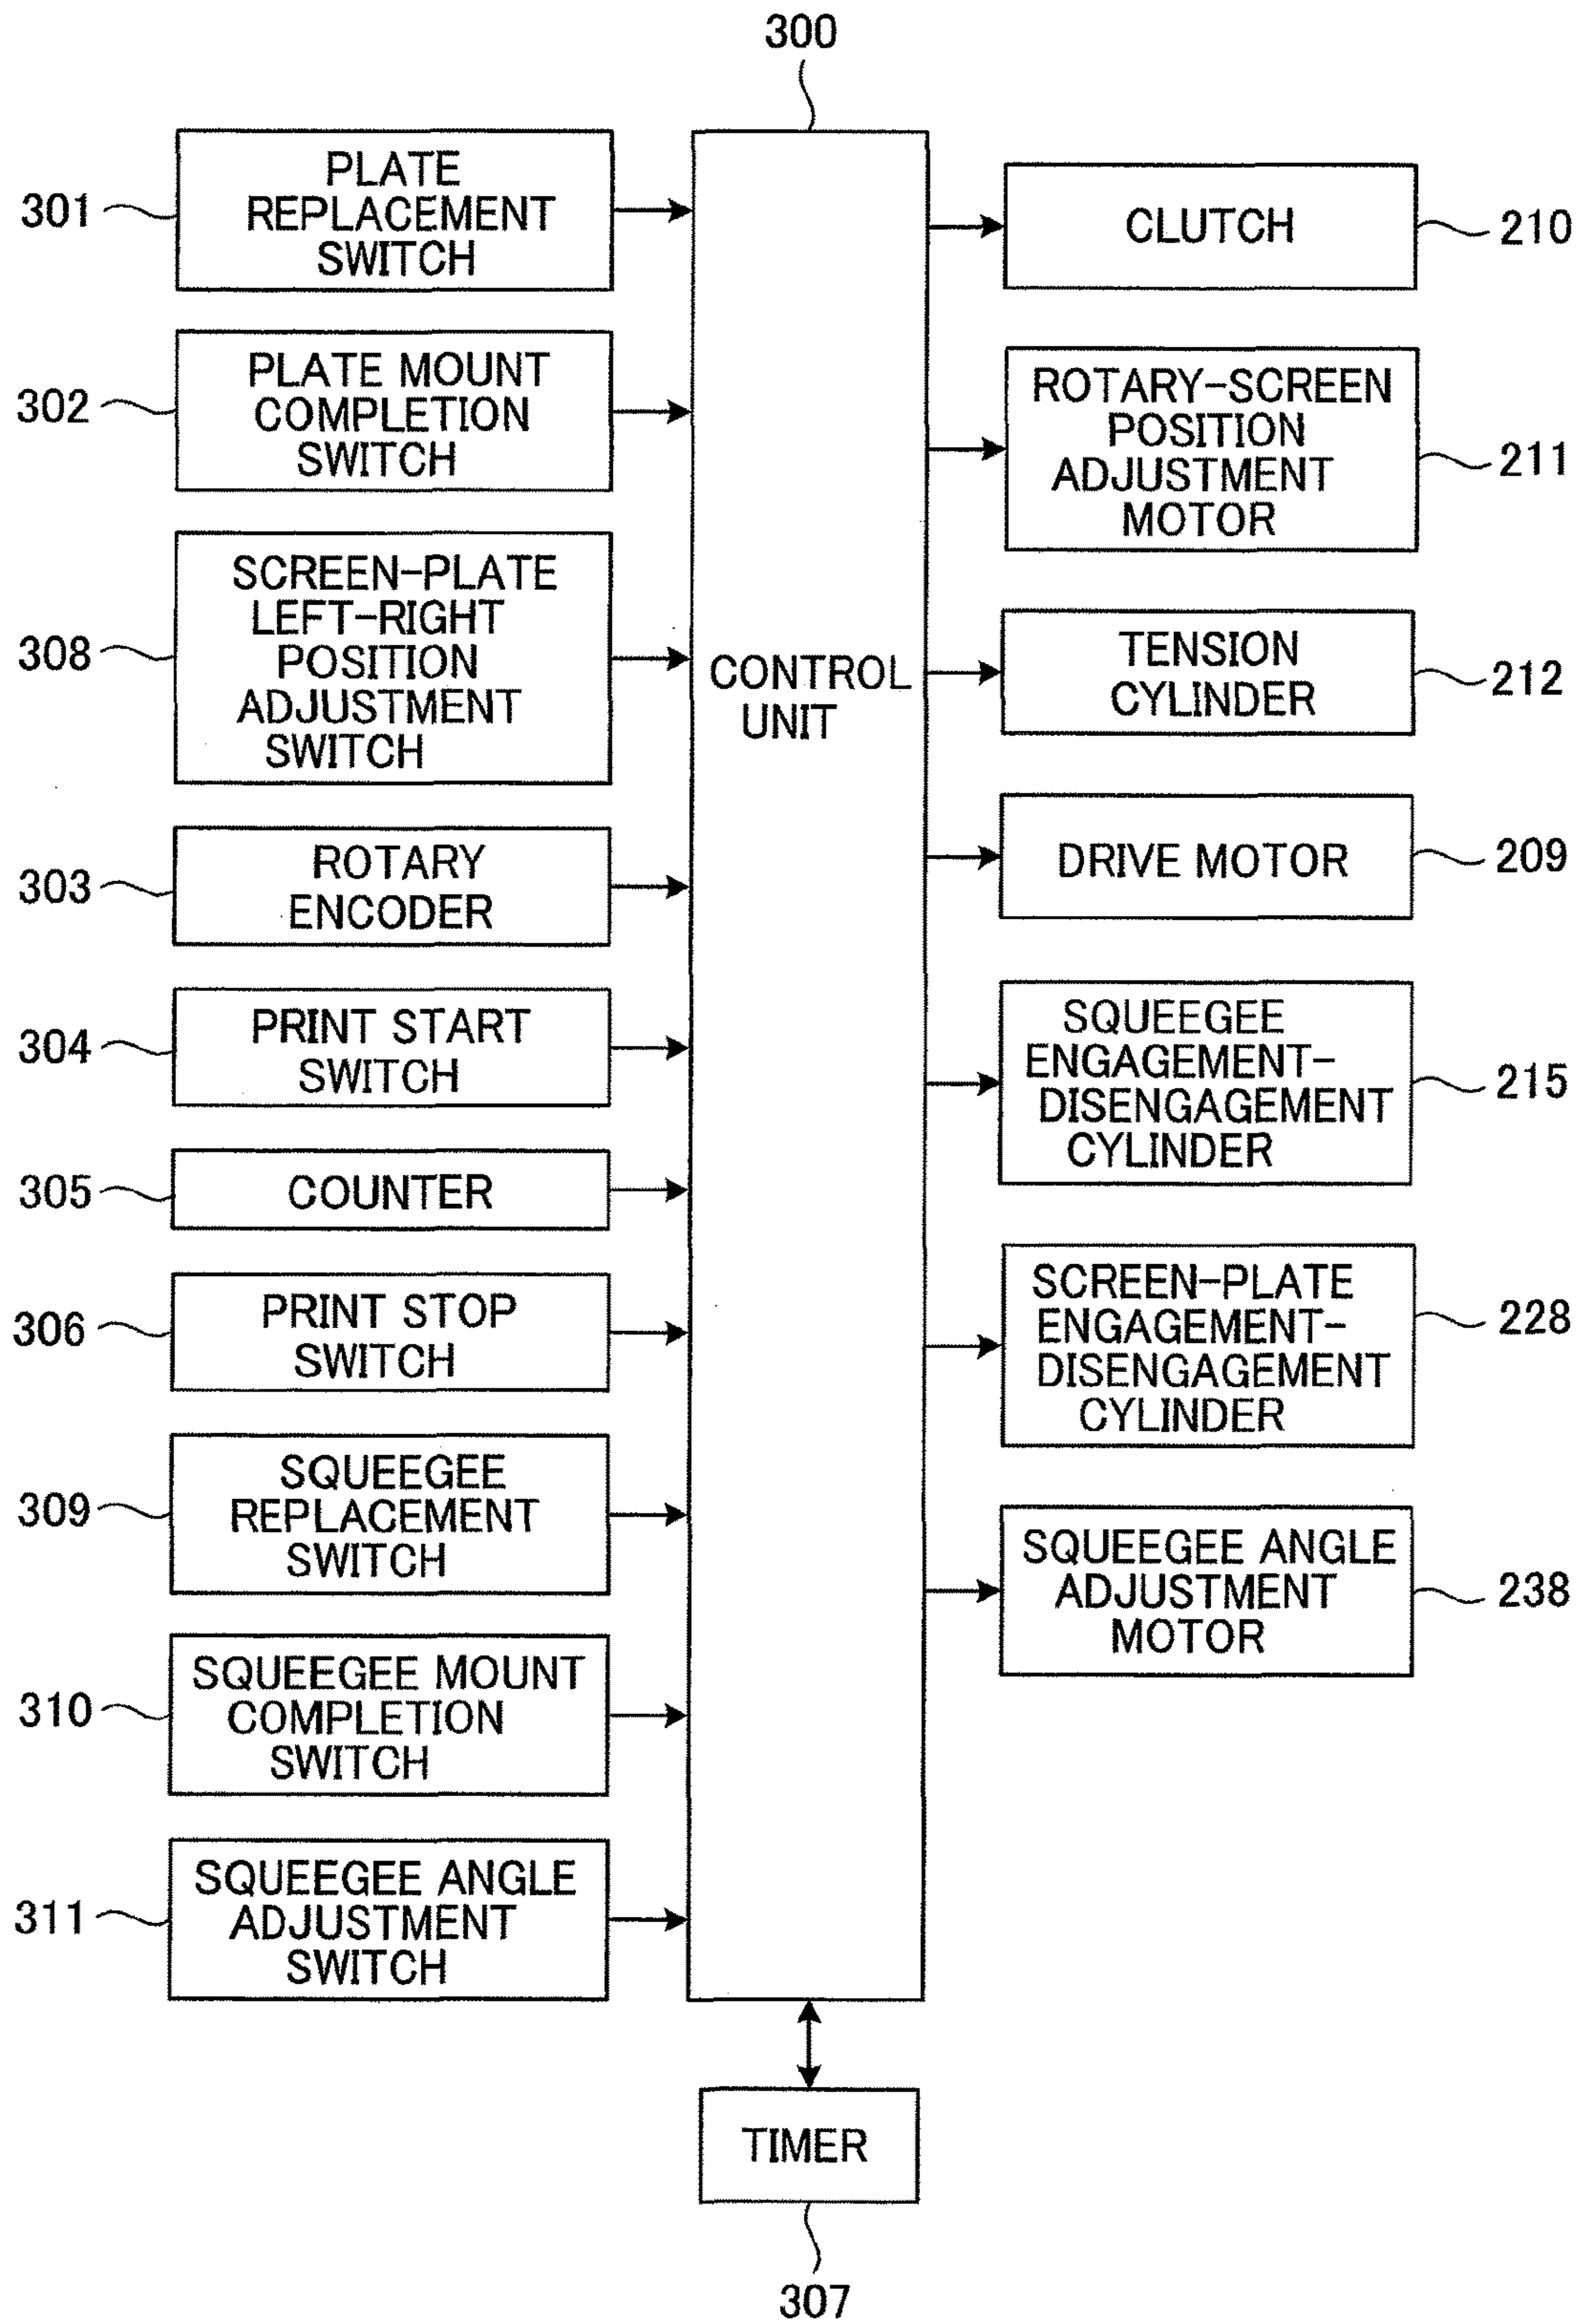 300
301
PLATE
REPLACEMENT
SWITCH
302
PLATE MOUNT
COMPLETION
SWITCH
308
SCREEN-PLATE
LEFT-RIGHT
POSITION
ADJUSTMENT
SWITCH
303
ROTARY
ENCODER
304
PRINT START
SWITCH
305
COUNTER
306
PRINT STOP
SWITCH
309
SQUEEGEE
REPLACEMENT
SWITCH
310
SQUEEGEE MOUNT
COMPLETION
SWITCH
311
SQUEEGEE ANGLE
ADJUSTMENT
SWITCH
CONTROL
UNIT
CLUTCH
210
ROTARY-SCREEN
POSITION
ADJUSTMENT
MOTOR
211
TENSION
CYLINDER
212
DRIVE MOTOR
209
SQUEEGEE
ENGAGEMENT-
DISENGAGEMENT
CYLINDER
215
SCREEN-PLATE
ENGAGEMENT-
DISENGAGEMENT
CYLINDER
228
SQUEEGEE ANGLE
ADJUSTMENT
MOTOR
238
TIMER
307